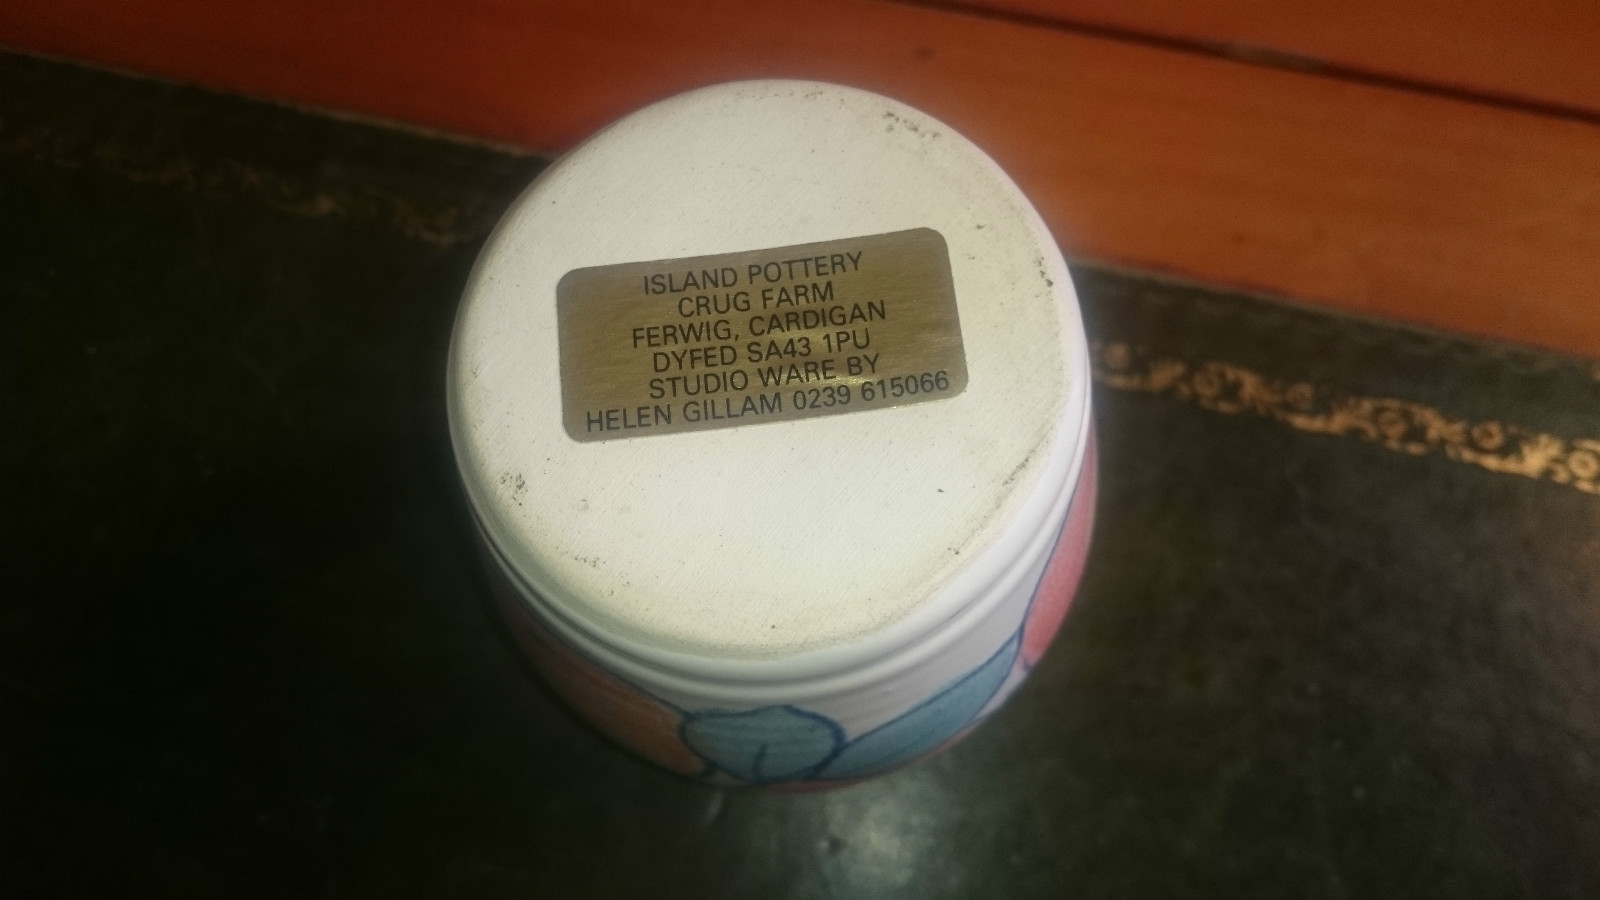 ISLAND POTTERY
CRUG FARM
FERWIG, CARDIGAN
DYFED SA43 1PU
STUDIO WARE BY
HELEN GILLAM 0239 615066